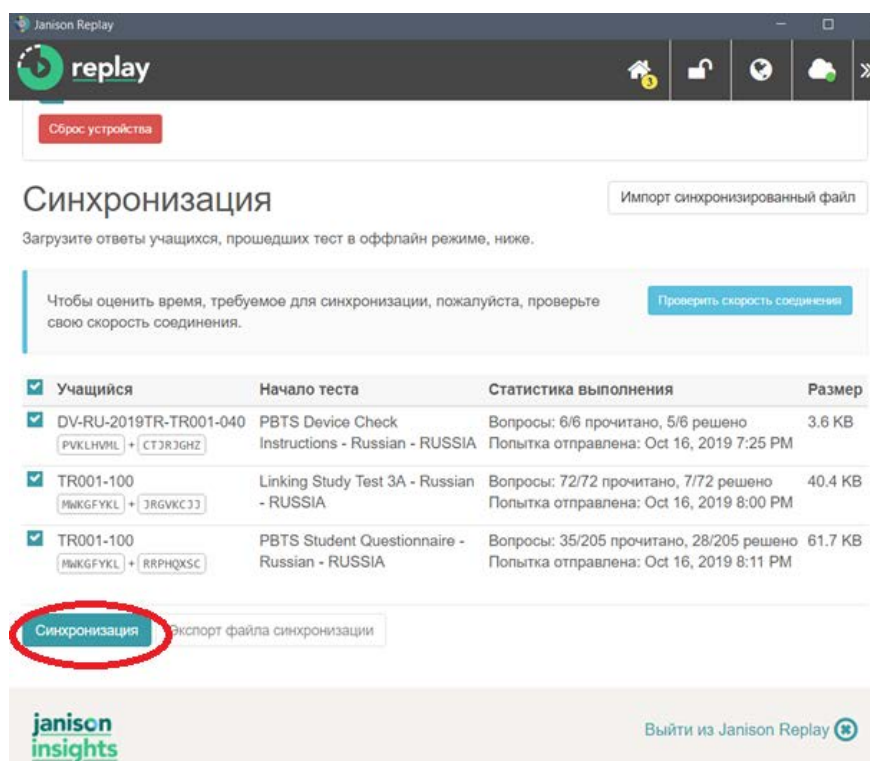 Janison Replay
replay
3
Сброс устройства
Синхронизация
Импорт синхронизированный файл
Загрузите ответы учащихся, прошедших тест в оффлайн режиме, ниже.
Чтобы оценить время, требуемое для синхронизации, пожалуйста, проверьте
свою скорость соединения.
Проверить скорость соединения
Учащийся Начало теста Статистика выполнения Размер
DV-RU-2019TR-TR001-040 PBTS Device Check Вопросы: 6/6 прочитано, 5/6 решено 3.6 KB
PVKLHVML + CTJRJGHZ Instructions - Russian - RUSSIA Попытка отправлена: Oct 16, 2019 7:25 PM
TR001-100 Linking Study Test 3A - Russian Вопросы: 72/72 прочитано, 7/72 решено 40.4 KB
MWKGFYKL + JRGVKCJJ - RUSSIA Попытка отправлена: Oct 16, 2019 8:00 PM
TR001-100 PBTS Student Questionnaire - Вопросы: 35/205 прочитано, 28/205 решено 61.7 KB
MWKGFYKL + RRPHQXSC Russian - RUSSIA Попытка отправлена: Oct 16, 2019 8:11 PM
Синхронизация Экспорт файла синхронизации
janison
insights
Выйти из Janison Replay